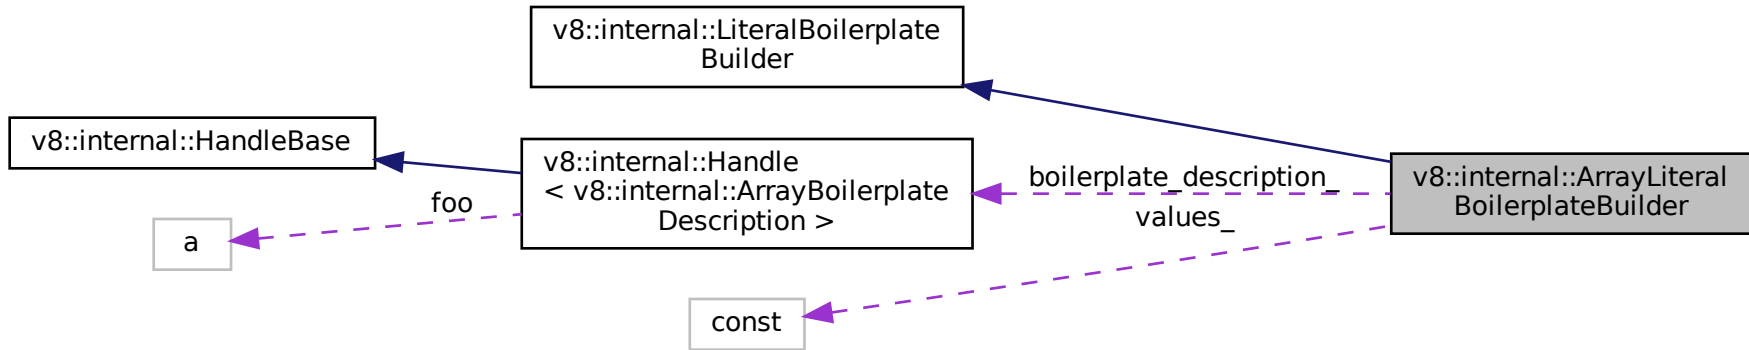 v8::internal::LiteralBoilerplate
Builder
v8::internal::HandleBase
v8::internal::Handle
< v8::internal::ArrayBoilerplate
Description >
foo
a
boilerplate_description_
values_
v8::internal::ArrayLiteral
BoilerplateBuilder
const